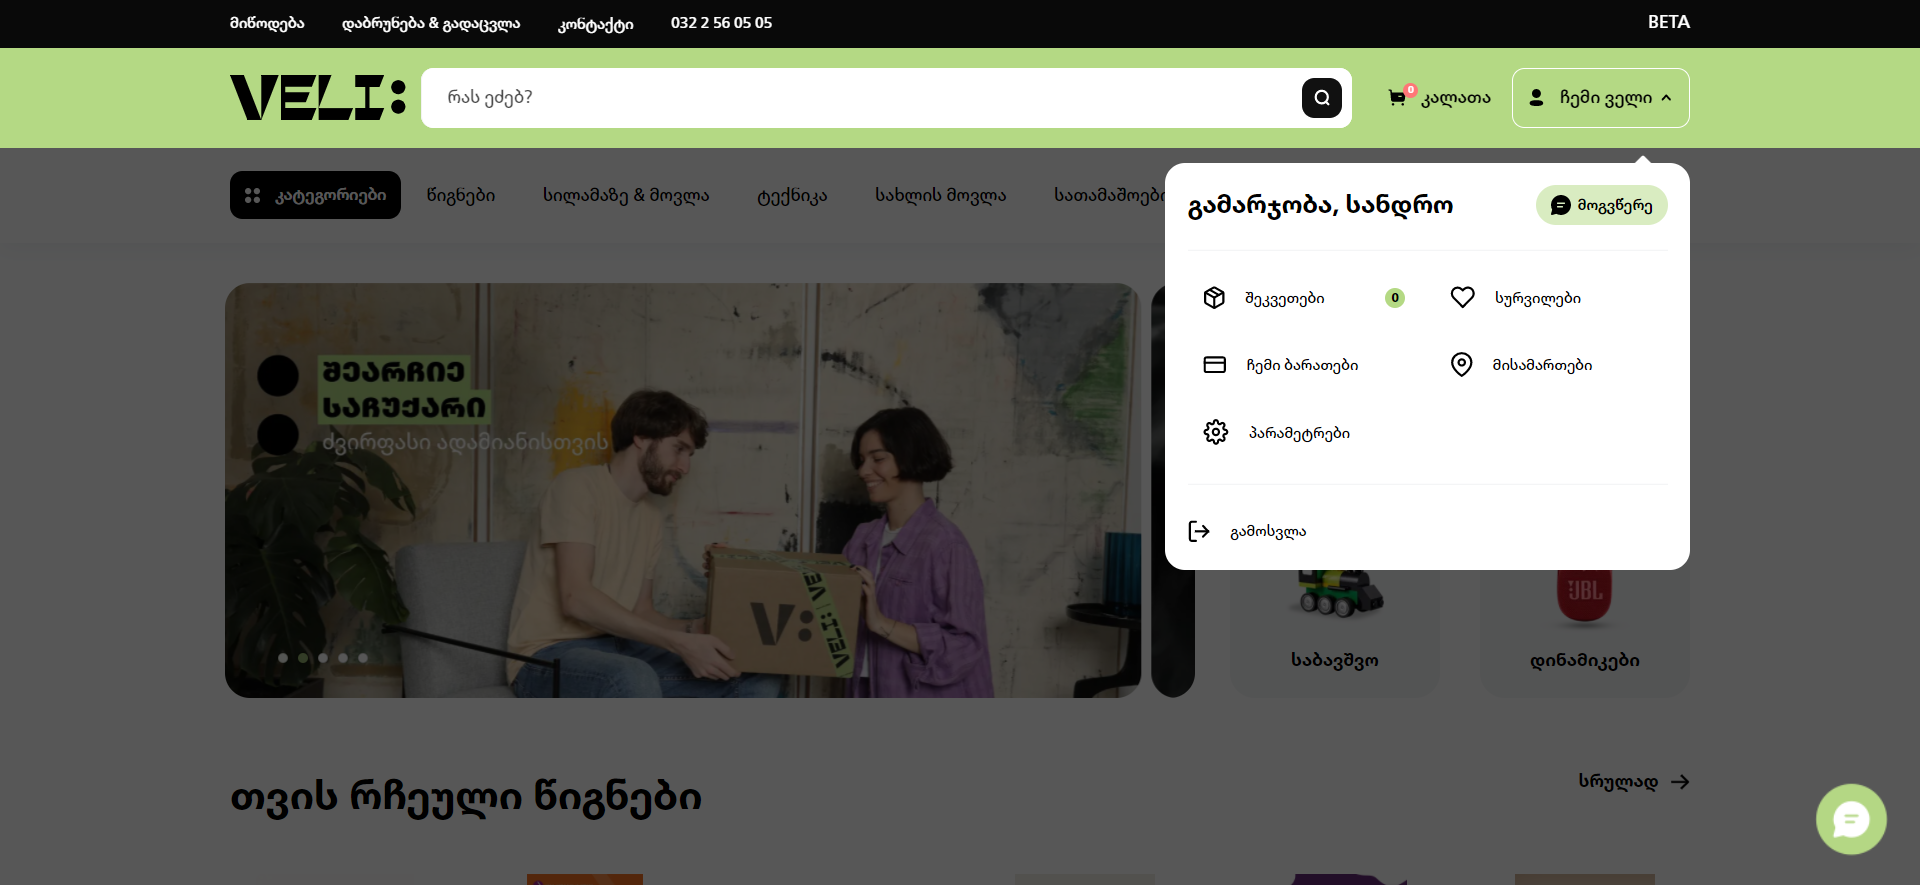 მიწოდება
დაბრუნება & გადაცვლა
კონტაქტი
032 2 56 05 05
BETA
VELI:
რას ეძებ?
0
კალათა
ჩემი ველი
კატეგორიები
წიგნები
სილამაზე & მოვლა
ტექნიკა
სახლის მოვლა
სათამაშოები
გამარჯობა, სანდრო
მოგვწერე
შეკვეთები
0
სურვილები
ჩემი ბარათები
მისამართები
პარამეტრები
გამოსვლა
შეარჩიე
საჩუქარი
ძვირფასი ადამიანისთვის
V:
VELI: VE
JBL
საბავშვო
დინამიკები
თვის რჩეული წიგნები
სრულად